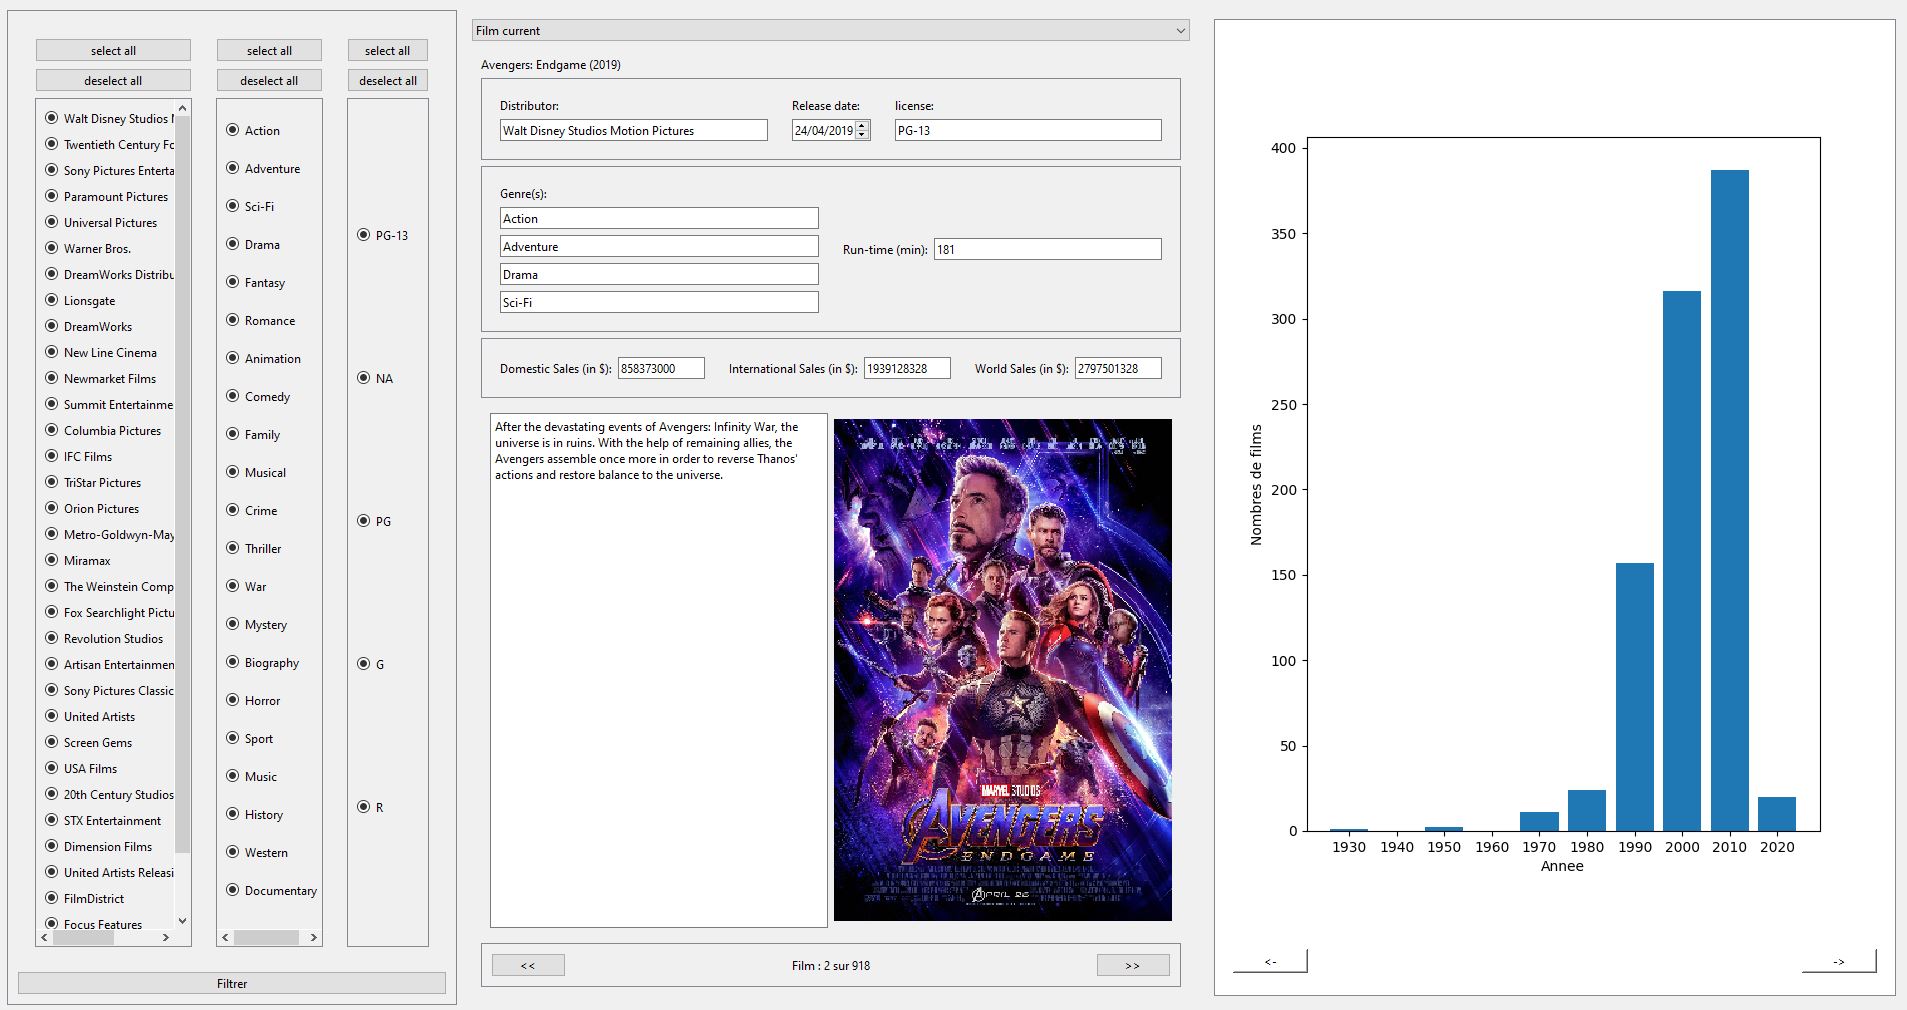 select all
deselect all
Walt Disney Studios
Twentieth Century Fc
Sony Pictures Enterta
Paramount Pictures
Universal Pictures
Warner Bros.
DreamWorks Distribu
Lionsgate
DreamWorks
New Line Cinema
Newmarket Films
Summit Entertainme
Columbia Pictures
IFC Films
TriStar Pictures
Orion Pictures
Metro-Goldwyn-May
Miramax
The Weinstein Comp
Fox Searchlight Pictu
Revolution Studios
Artisan Entertainmen
Sony Pictures Classic
United Artists
Screen Gems
USA Films
20th Century Studios
STX Entertainment
Dimension Films
United Artists Releasi
FilmDistrict
Focus Features
select all
deselect all
Action
Adventure
Sci-Fi
Drama
Fantasy
Romance
Animation
Comedy
Family
Musical
Crime
Thriller
War
Mystery
Biography
Horror
Sport
Music
History
Western
Documentary
select all
deselect all
PG-13
NA
PG
G
R
Filtrer
Film current
Avengers: Endgame (2019)
Distributor:
Walt Disney Studios Motion Pictures
Release date:
24/04/2019
license:
PG-13
Genre(s):
Action
Adventure
Drama
Sci-Fi
Run-time (min): 181
Domestic Sales (in $): 858373000
International Sales (in $): 1939128328
World Sales (in $): 2797501328
After the devastating events of Avengers: Infinity War, the
universe is in ruins. With the help of remaining allies, the
Avengers assemble once more in order to reverse Thanos'
actions and restore balance to the universe.
MARVEL STUDIOS
AVENGERS
ENDGAME
APRIL 26
<< Film : 2 sur 918 >>
Nombres de films
400
350
300
250
200
150
100
50
0
1930 1940 1950 1960 1970 1980 1990 2000 2010 2020
Annee
<- ->